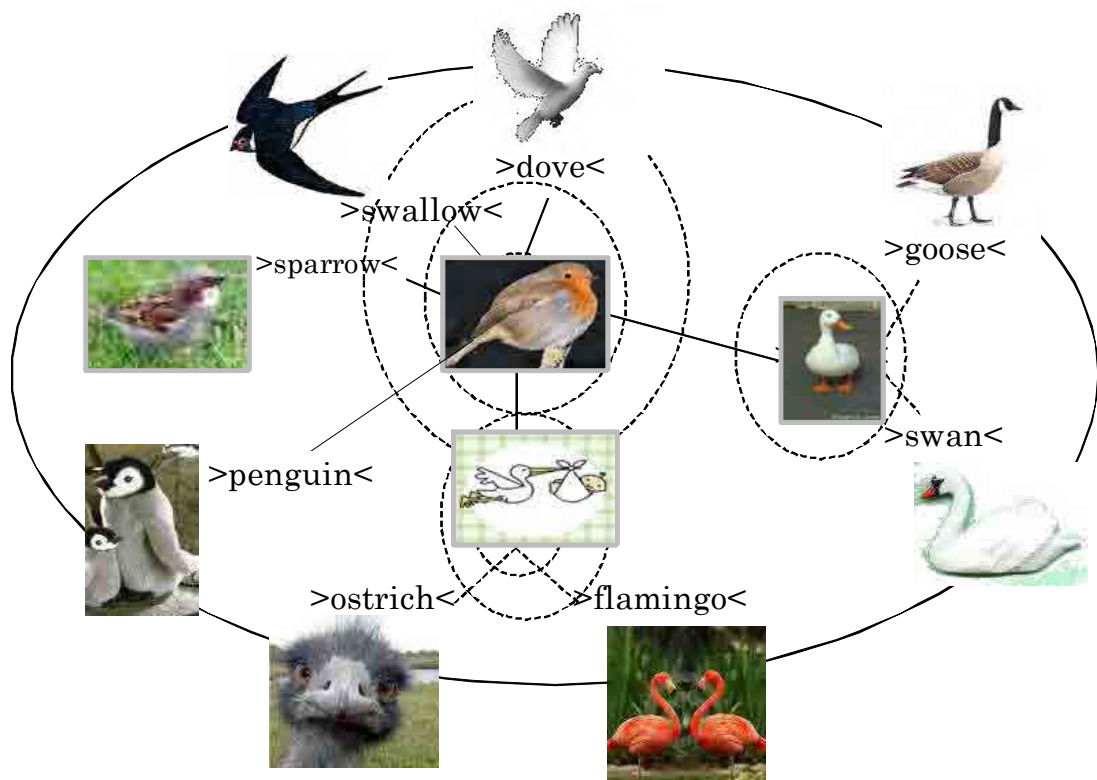 >dove<
>swallow<
>goose<
>sparrow<
>swan<
>penguin<
>ostrich<
>flamingo<